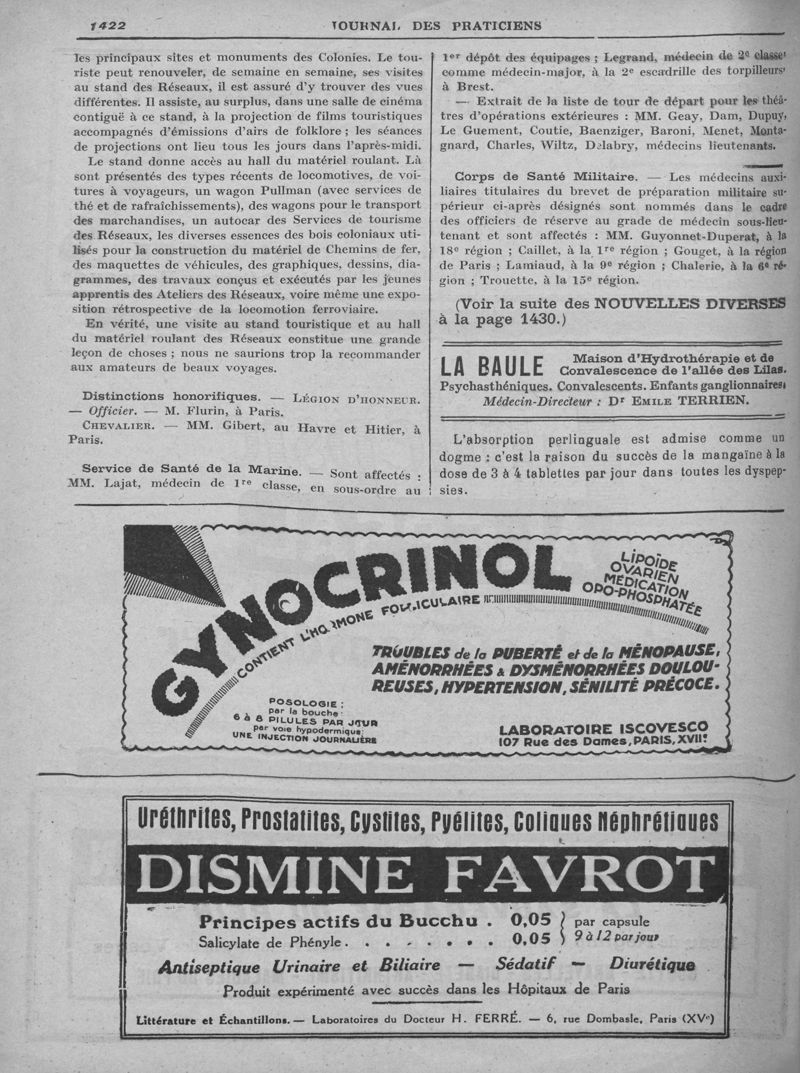 1422
JOURNAL DES PRATICIENS
les principaux sites et monuments des Colonies. Le tou-
riste peut renouveler, de semaine en semaine, ses visites
au stand des Réseaux, il est assuré d'y trouver des vues
différentes. Il assiste, au surplus, dans une salle de cinéma
contiguë à ce stand, à la projection de films touristiques
accompagnés d'émissions d'airs de folklore ; les séances
de projections ont lieu tous les jours dans l'après-midi.
Le stand donne accès au hall du matériel roulant. Là
sont présentés des types récents de locomotives, de voi-
tures à voyageurs, un wagon Pullman (avec services de
thé et de rafraîchissements), des wagons pour le transport
des marchandises, un autocar des Services de tourisme
des Réseaux, les diverses essences des bois coloniaux uti-
lisés pour la construction du matériel de Chemins de fer,
des maquettes de véhicules, des graphiques, dessins, dia-
grammes, des travaux conçus et exécutés par les jeunes
apprentis des Ateliers des Réseaux, voire même une expo-
sition rétrospective de la locomotion ferroviaire.
En vérité, une visite au stand touristique et au hall
du matériel roulant des Réseaux constitue une grande
leçon de choses ; nous ne saurions trop la recommander
aux amateurs de beaux voyages.
Distinctions honorifiques. — LÉGION D'HONNEUR.
— Officier. — M. Flurin, à Paris.
CHEVALIER. — MM. Gibert, au Havre et Hitier, à
Paris.
Service de Santé de la Marine. — Sont affectés :
MM. Lajat, médecin de 1re classe, en sous-ordre au
1er dépôt des équipages ; Legrand, médecin de 2e classe
comme médecin-major, à la 2e escadrille des torpilleurs
à Brest.
— Extrait de la liste de tour de départ pour les théâ-
tres d'opérations extérieures : MM. Geay, Dam, Dupuy,
Le Guement, Coutie, Baenziger, Baroni, Menet, Monta-
gnard, Charles, Wiltz, Delabry, médecins lieutenants.
Corps de Santé Militaire. — Les médecins auxi-
liaires titulaires du brevet de préparation militaire su-
périeur ci-après désignés sont nommés dans le cadre
des officiers de réserve au grade de médecin sous-lieu-
tenant et sont affectés : MM. Guyonnet-Duperat, à la
18e région ; Caillet, à la 1re région ; Gouget, à la région
de Paris ; Lamiaud, à la 9e région ; Chalerie, à la 6e ré-
gion ; Trouette, à la 15e région.
(Voir la suite des NOUVELLES DIVERSES
à la page 1430.)
LA BAULE Maison d'Hydrothérapie et de
Convalescence de l'allée des Lilas.
Psychasthéniques. Convalescents. Enfants ganglionnaires
Médecin-Directeur : Dr EMILE TERRIEN.
L'absorption perlinguale est admise comme un
dogme : c'est la raison du succès de la mangaïne à la
dose de 3 à 4 tablettes par jour dans toutes les dyspep-
sies.
GYNOCRINOL
LIPOÏDE
OVARIEN
MÉDICATION
OPO-PHOSPHATÉE
CONTIENT L'HORMONE FOLLICULAIRE
TROUBLES de la PUBERTÉ et de la MÉNOPAUSE,
AMÉNORRHÉES & DYSMÉNORRHÉES DOULOU-
REUSES, HYPERTENSION, SÉNILITÉ PRÉCOCE.
POSOLOGIE :
par la bouche :
6 à 8 PILULES PAR JOUR
par voie hypodermique :
UNE INJECTION JOURNALIÈRE
LABORATOIRE ISCOVESCO
107 Rue des Dames, PARIS, XVIIe
Uréthrites, Prostatites, Cystites, Pyélites, Coliques Néphrétiques
DISMINE FAVROT
Principes actifs du Bucchu . 0,05 } par capsule
Salicylate de Phényle . . . . . . . . 0,05 } 9 à 12 par jour
Antiseptique Urinaire et Biliaire — Sédatif — Diurétique
Produit expérimenté avec succès dans les Hôpitaux de Paris
Littérature et Échantillons. — Laboratoires du Docteur H. FERRÉ. — 6, rue Dombasle, Paris (XVe)